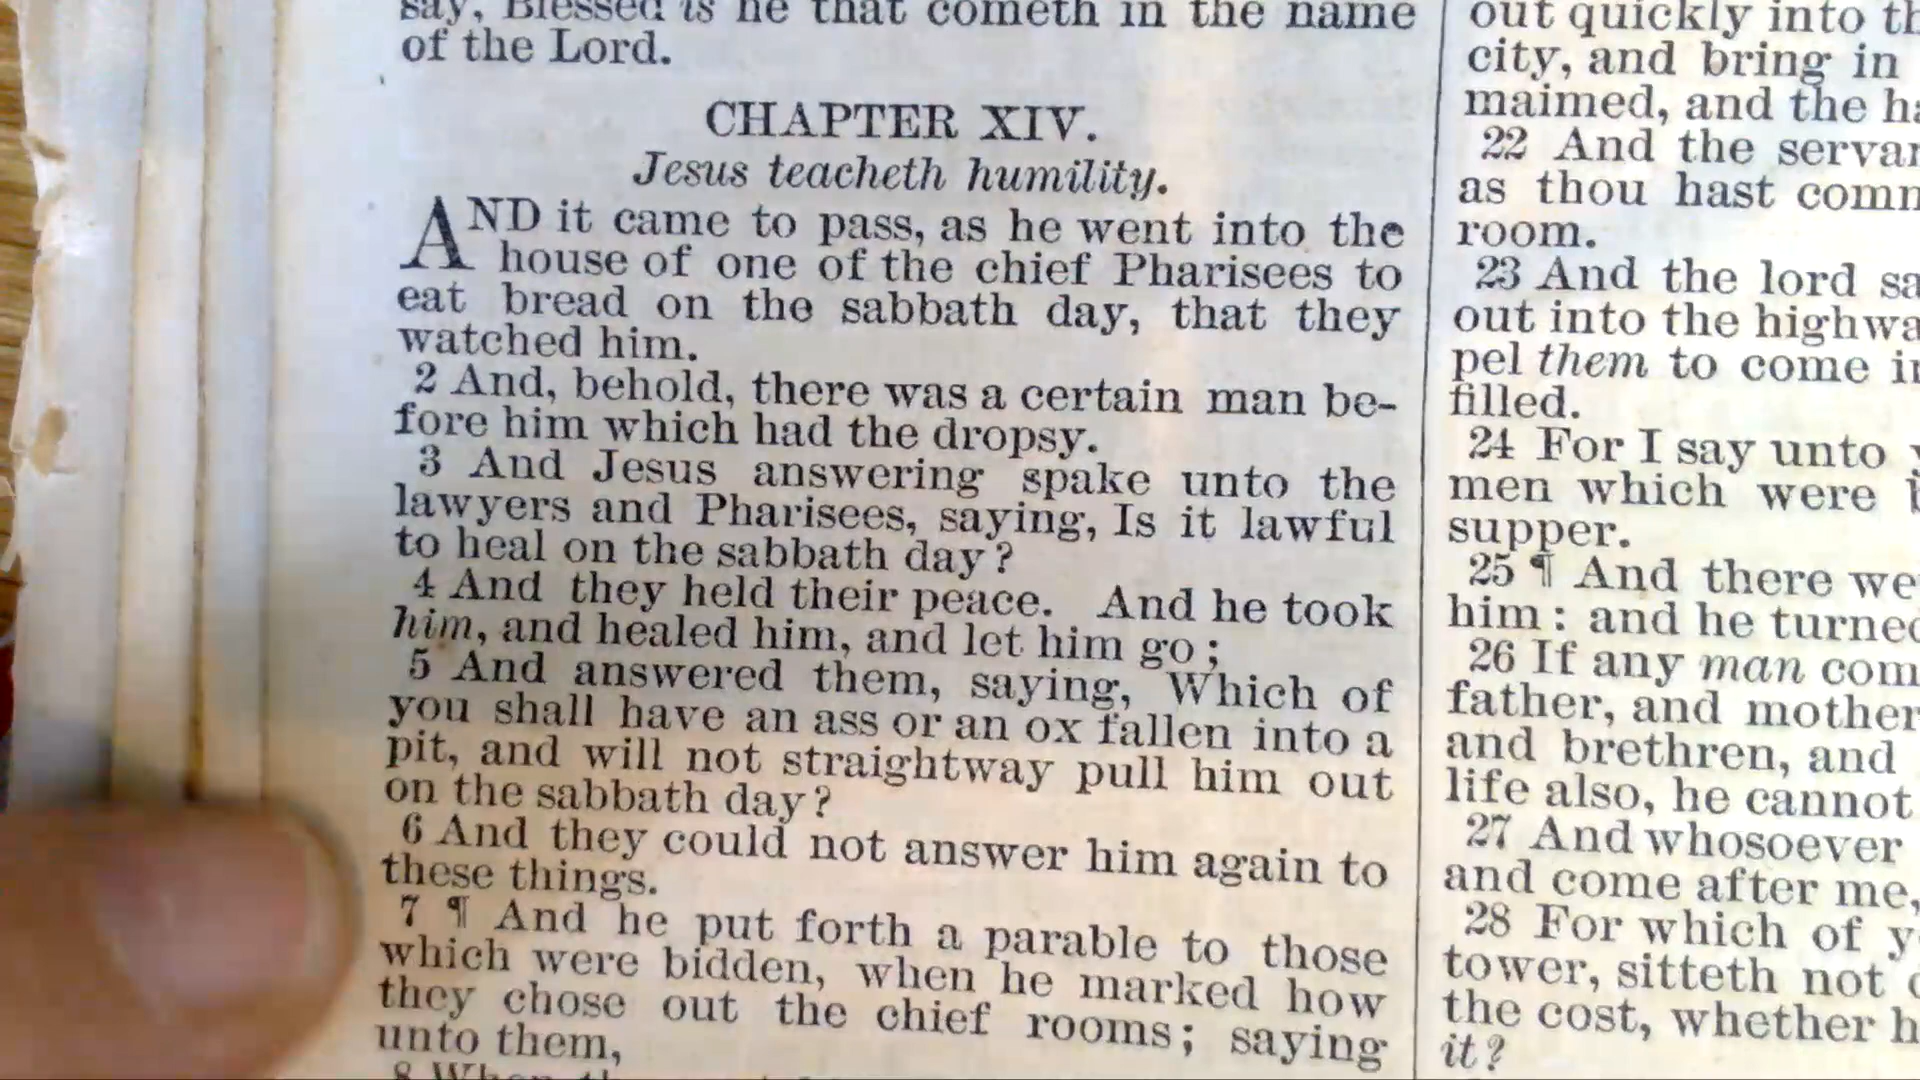 say, Blessed is he that cometh in the name
of the Lord.
CHAPTER XIV.
Jesus teacheth humility.
AND it came to pass, as he went into the
house of one of the chief Pharisees to
eat bread on the sabbath day, that they
watched him.
2 And, behold, there was a certain man be-
fore him which had the dropsy.
3 And Jesus answering spake unto the
lawyers and Pharisees, saying, Is it lawful
to heal on the sabbath day?
4 And they held their peace. And he took
him, and healed him, and let him go;
5 And answered them, saying, Which of
you shall have an ass or an ox fallen into a
pit, and will not straightway pull him out
on the sabbath day?
6 And they could not answer him again to
these things.
7 ¶ And he put forth a parable to those
which were bidden, when he marked how
they chose out the chief rooms; saying
unto them,
8 When
out quickly into
city, and bring in
maimed, and the
22 And the
as thou hast
room.
23 And the lord
out into the
pel them to come
filled.
24 For I say unto
men which were
supper.
25 ¶ And there
him: and he
26 If any man
father, and mother
and brethren, and
life also, he cannot
27 And whosoever
and come after me,
28 For which of
tower, sitteth not
the cost, whether
it?